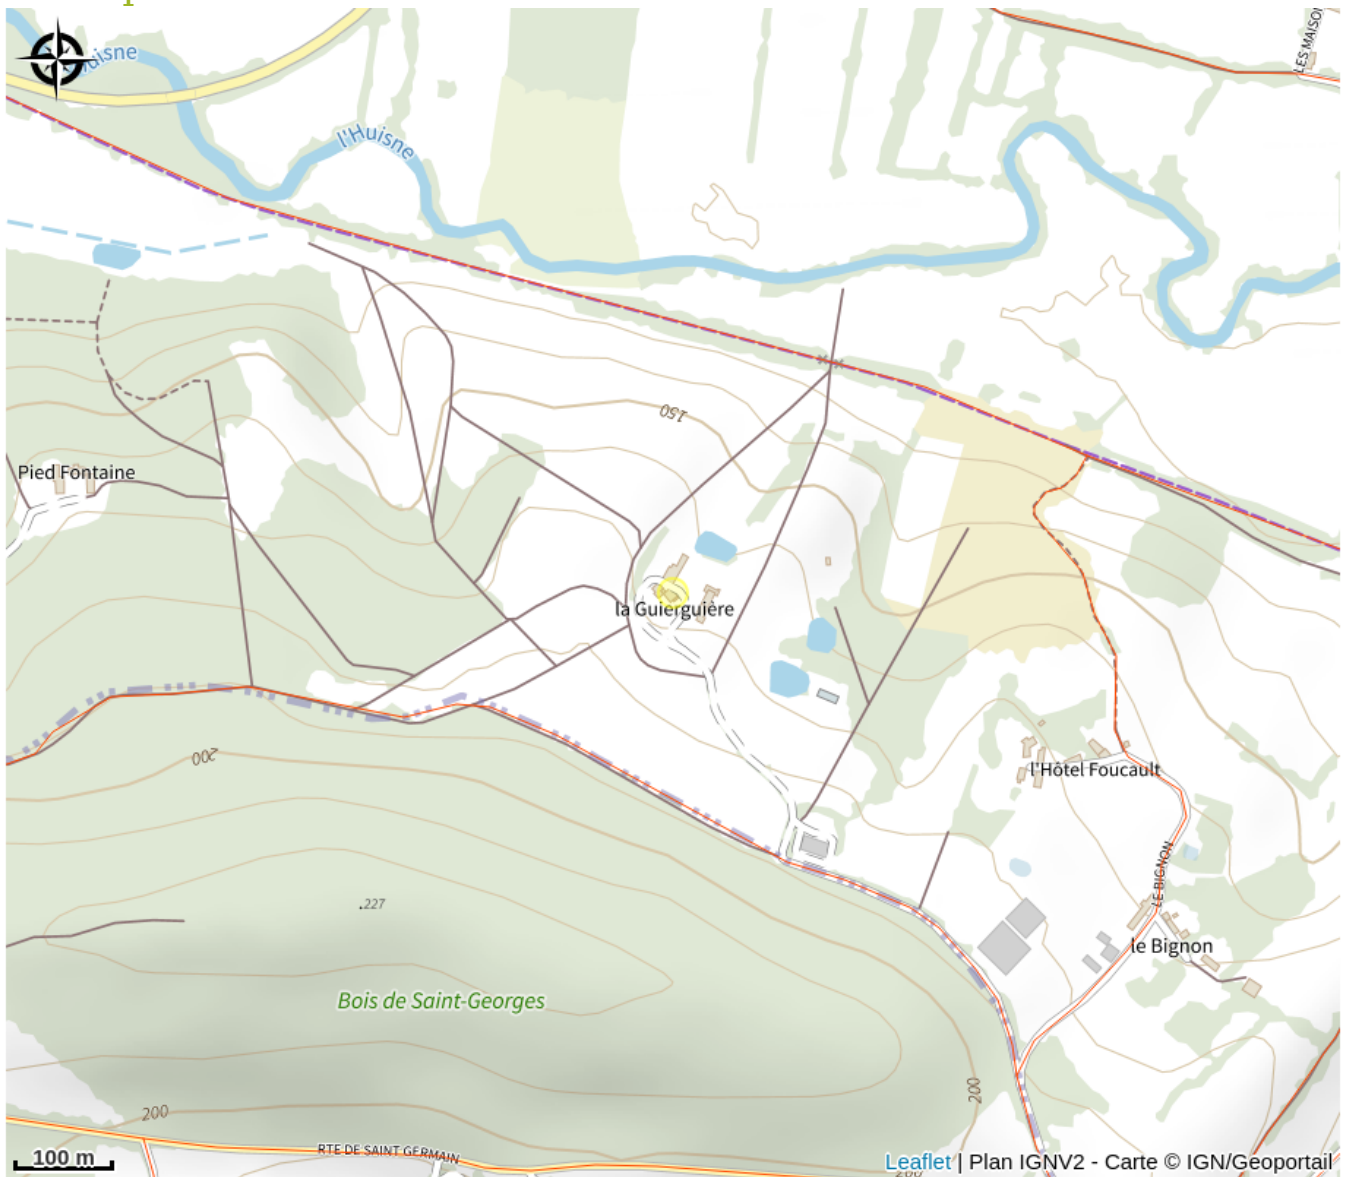 l'Huisne
LES MAISON
150
Pied Fontaine
la Guierguière
200
l'Hôtel Foucault
LE BIGNON
.227
le Bignon
Bois de Saint-Georges
200
200
RTE DE SAINT GERMAIN
100 m
Leaflet | Plan IGNV2 - Carte © IGN/Geoportail